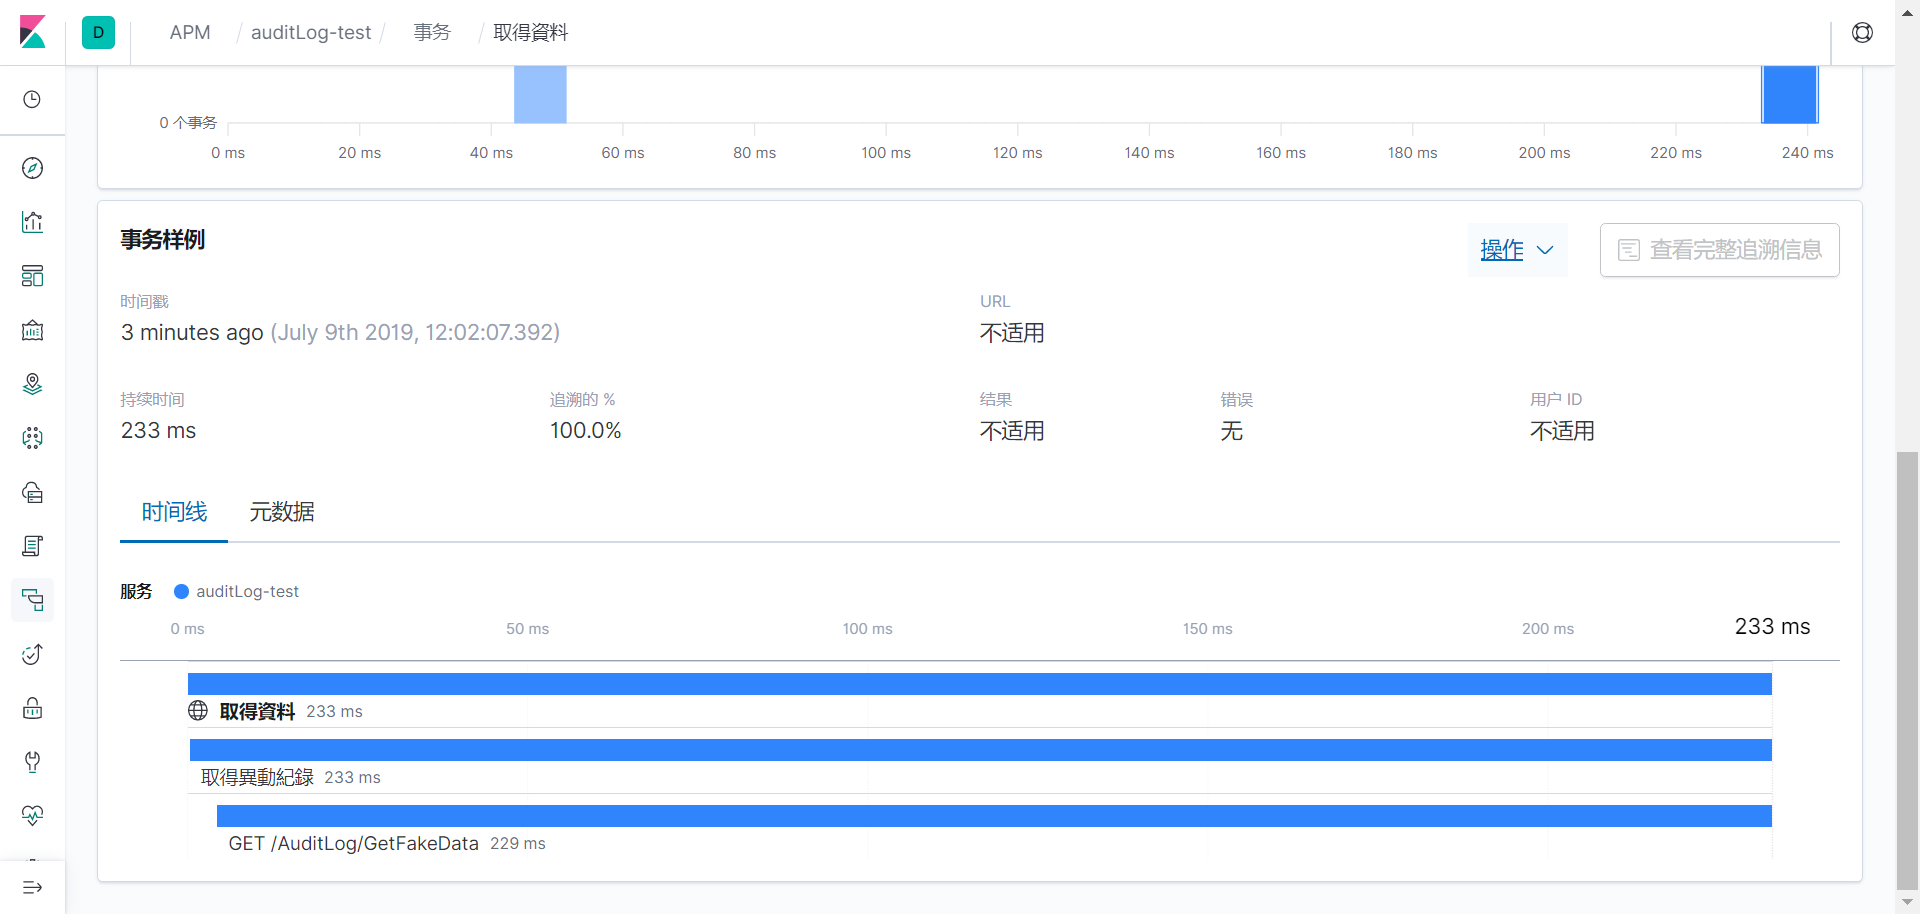 D
APM / auditLog-test / 事务 / 取得資料
0 个事务
0 ms 20 ms 40 ms 60 ms 80 ms 100 ms 120 ms 140 ms 160 ms 180 ms 200 ms 220 ms 240 ms
事务样例
操作
查看完整追溯信息
时间戳 URL
3 minutes ago (July 9th 2019, 12:02:07.392) 不适用
持续时间 追溯的 % 结果 错误 用户 ID
233 ms 100.0% 不适用 无 不适用
时间线 元数据
服务 auditLog-test
0 ms 50 ms 100 ms 150 ms 200 ms 233 ms
取得資料 233 ms
取得異動紀錄 233 ms
GET /AuditLog/GetFakeData 229 ms